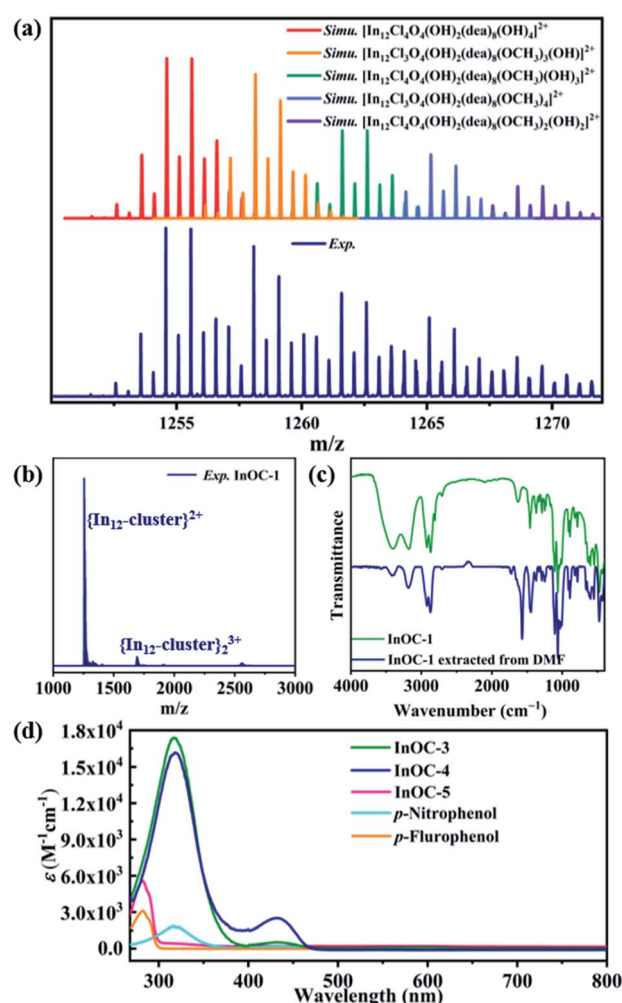 (a)
Simu. [In12Cl4O4(OH)2(dea)8(OH)4]2+
Simu. [In12Cl3O4(OH)2(dea)8(OCH3)3(OH)]2+
Simu. [In12Cl4O4(OH)2(dea)8(OCH3)(OH)3]2+
Simu. [In12Cl3O4(OH)2(dea)8(OCH3)4]2+
Simu. [In12Cl4O4(OH)2(dea)8(OCH3)2(OH)2]2+
Exp.
1255 1260 1265 1270
m/z
(b)
Exp. InOC-1
{In12-cluster}2+
{In12-cluster}23+
1000 1500 2000 2500 3000
m/z
(c)
Transmittance
InOC-1
InOC-1 extracted from DMF
4000 3000 2000 1000
Wavenumber (cm−1)
(d)
1.8x104
1.5x104
1.2x104
9.0x103
6.0x103
3.0x103
0.0
ε (M-1cm-1)
InOC-3
InOC-4
InOC-5
p-Nitrophenol
p-Flurophenol
300 400 500 600 700 800
Wavelength (nm)